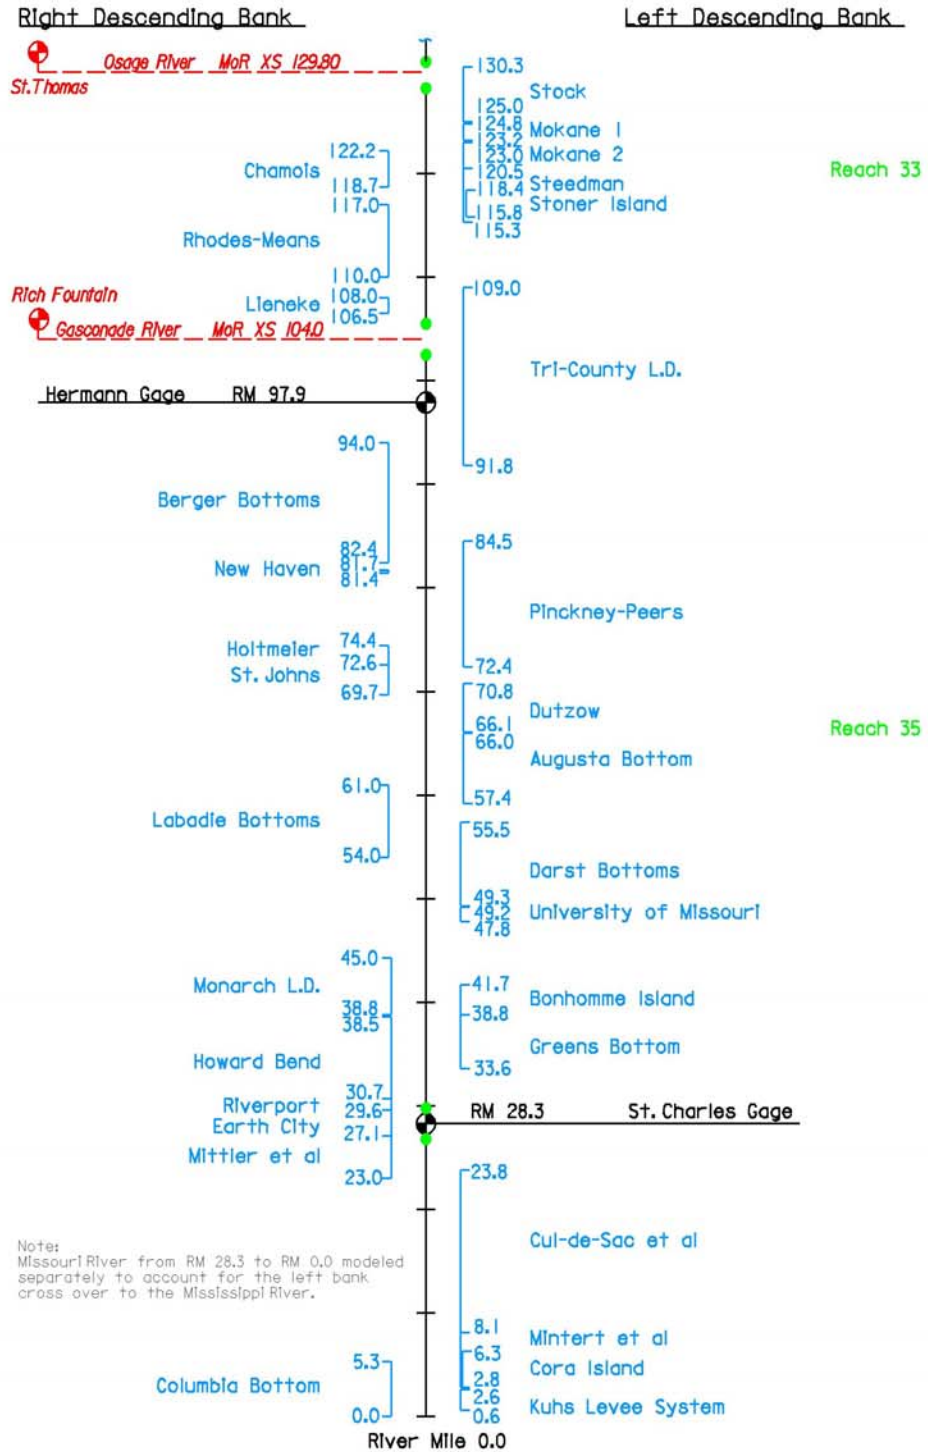 Right Descending Bank
Left Descending Bank
Osage River MoR XS 129.80
St. Thomas
130.3
Stock
125.0
124.8
Mokane 1
123.2
123.0
Mokane 2
120.5
Steedman
118.4
Stoner Island
115.8
115.3
Reach 33
122.2
Chamois
118.7
117.0
Rhodes-Means
110.0
108.0
Lieneke
106.5
Rich Fountain
Gasconade River MoR XS 104.0
109.0
Tri-County L.D.
91.8
Hermann Gage RM 97.9
94.0
Berger Bottoms
82.4
81.7
New Haven
81.4
84.5
Pinckney-Peers
72.4
74.4
Holtmeier
72.6
St. Johns
69.7
70.8
Dutzow
66.1
66.0
Augusta Bottom
57.4
Reach 35
61.0
Labadie Bottoms
54.0
55.5
Darst Bottoms
49.3
49.2
University of Missouri
47.8
45.0
Monarch L.D.
38.8
38.5
Howard Bend
30.7
Riverport
29.6
Earth City
27.1
Mittler et al
23.0
41.7
Bonhomme Island
38.8
Greens Bottom
33.6
RM 28.3 St. Charles Gage
23.8
Cul-de-Sac et al
8.1
Mintert et al
6.3
Cora Island
2.8
2.6
Kuhs Levee System
0.6
Note:
Missouri River from RM 28.3 to RM 0.0 modeled
separately to account for the left bank
cross over to the Mississippi River.
5.3
Columbia Bottom
0.0
River Mile 0.0